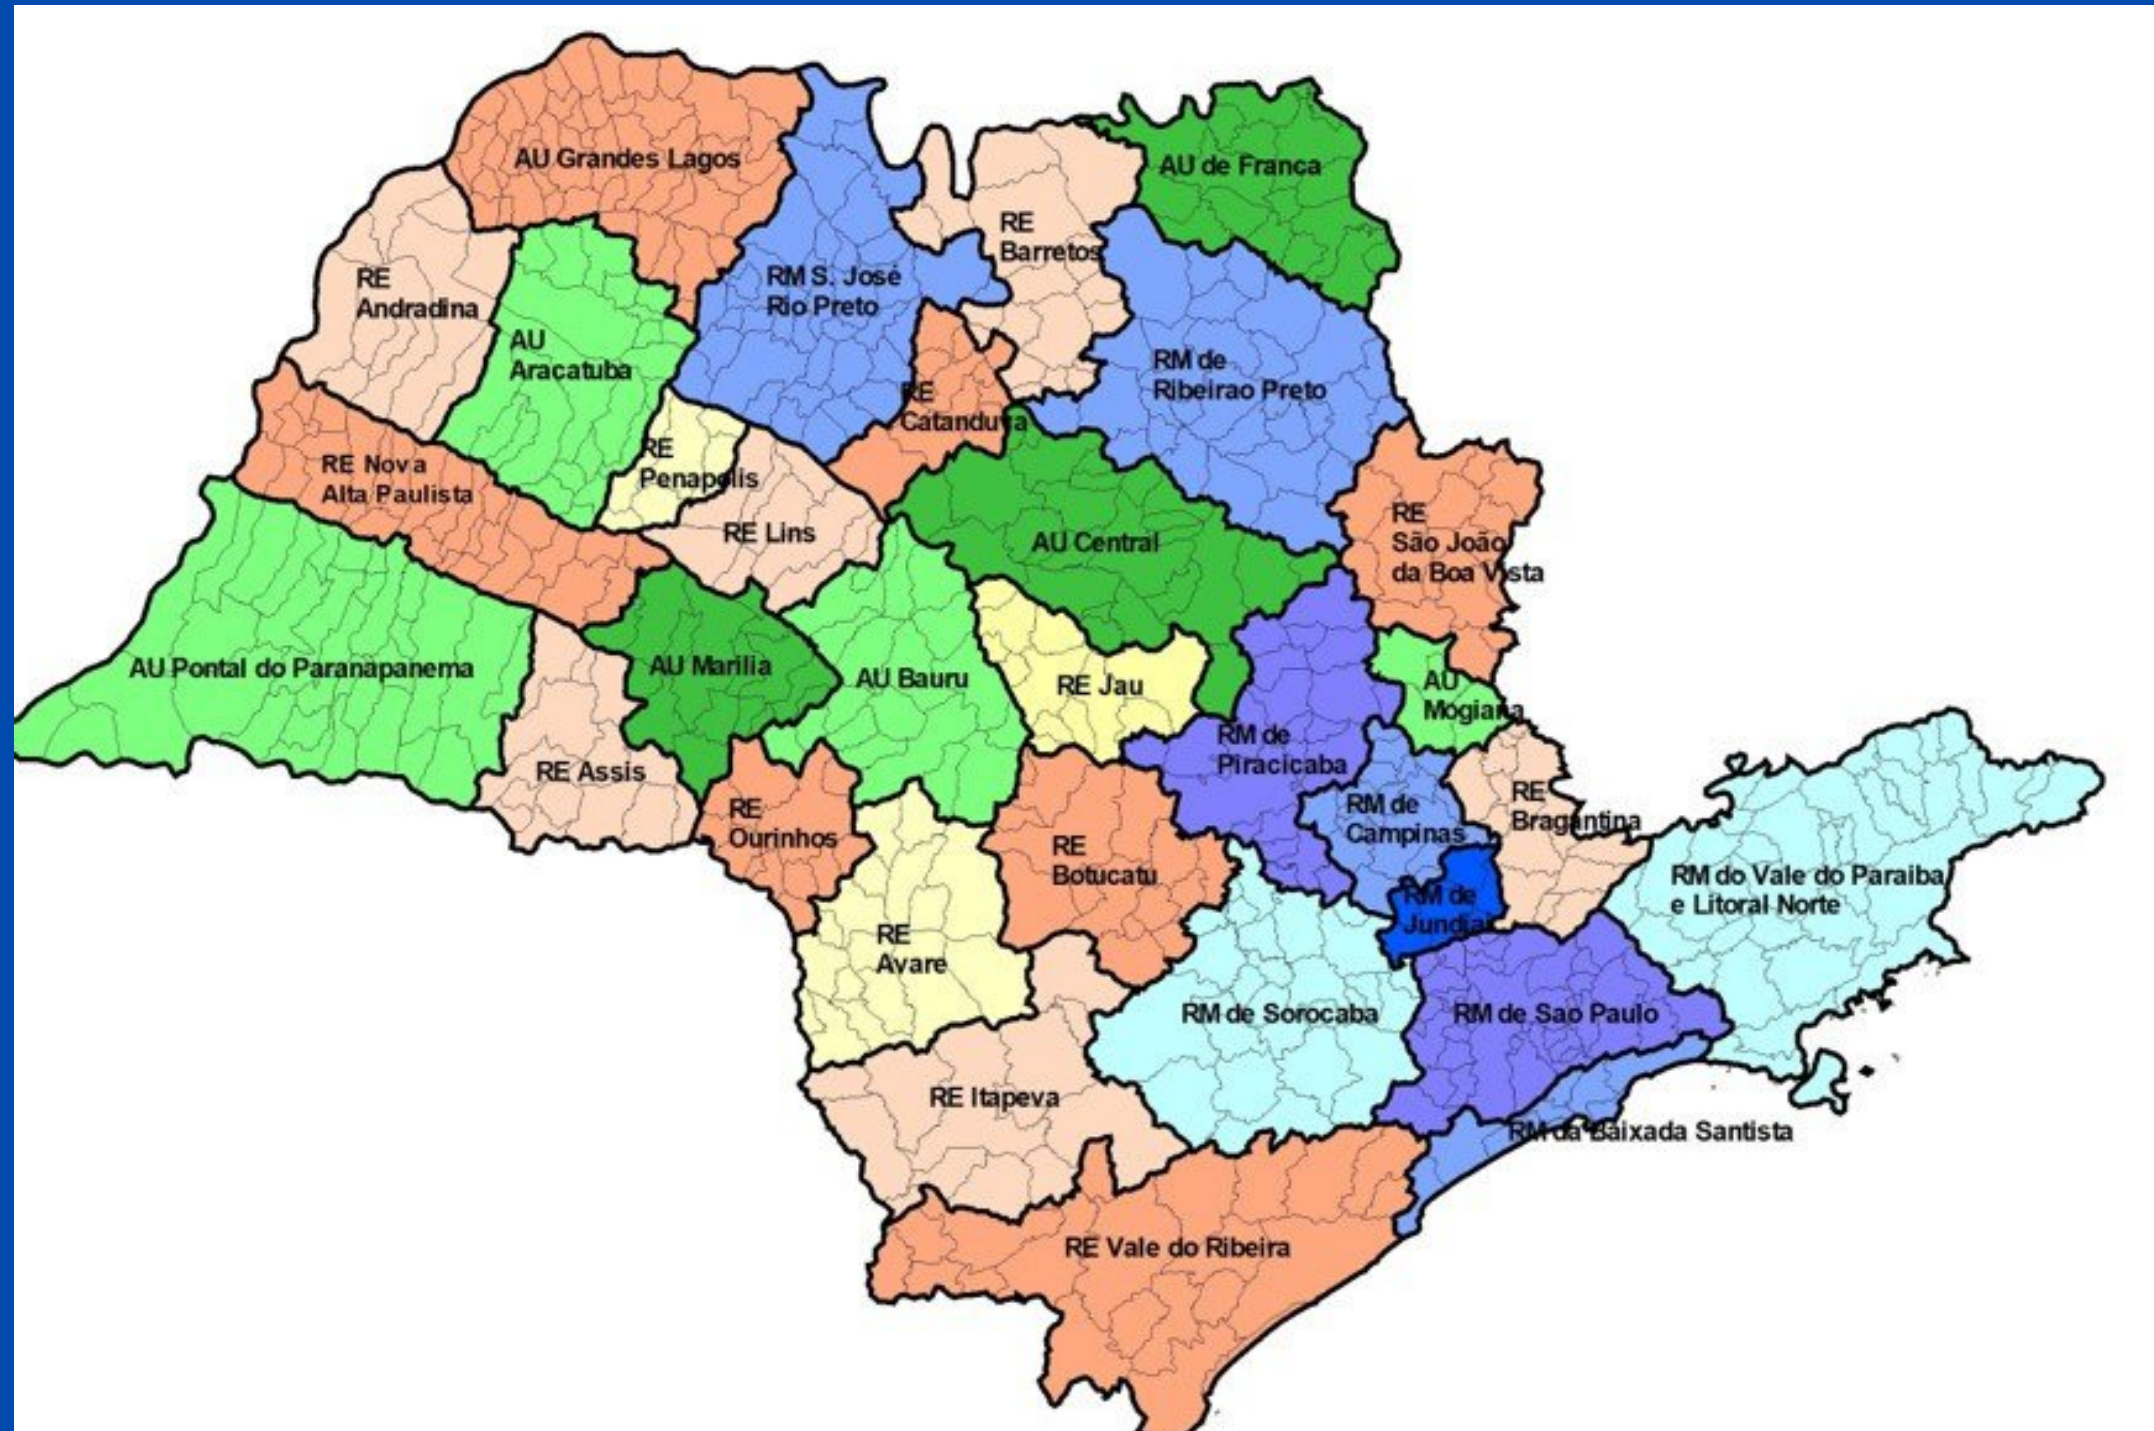 AU Grandes Lagos
AU de Franca
RE
Barretos
RE
Andradina
RM S. José
Rio Preto
AU
Aracatuba
RM de
Ribeirao Preto
RE
Catanduva
RE Nova
Alta Paulista
RE
Penapolis
RE Lins
AU Central
RE
São João
da Boa Vista
AU Pontal do Paranapanema
AU Marilia
AU Bauru
RE Jau
AU
Mogiana
RE Assis
RM de
Piracicaba
RE
Ourinhos
RM de
Campinas
RE
Bragantina
RE
Botucatu
RM do Vale do Paraiba
e Litoral Norte
RM de
Jundiai
RE
Avare
RM de Sorocaba
RM de Sao Paulo
RE Itapeva
RM da Baixada Santista
RE Vale do Ribeira